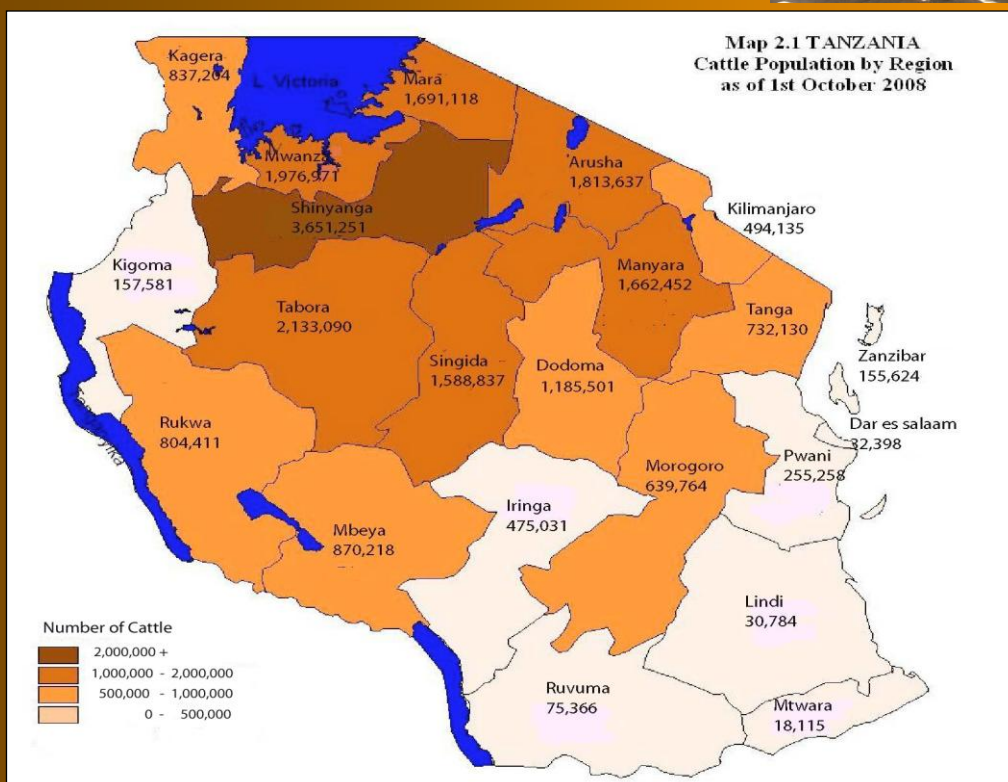 Map 2.1 TANZANIA
Cattle Population by Region
as of 1st October 2008
Kagera
837,204
L Victoria
Mara
1,691,118
Mwanza
1,976,971
Arusha
1,813,637
Shinyanga
3,651,251
Kilimanjaro
494,135
Kigoma
157,581
Manyara
1,662,452
Tabora
2,133,090
Tanga
732,130
Singida
1,588,837
Dodoma
1,185,501
Zanzibar
155,624
Rukwa
804,411
Dar es salaam
32,398
Morogoro
639,764
Pwani
255,258
Iringa
475,031
Mbeya
870,218
Lindi
30,784
Ruvuma
75,366
Mtwara
18,115
Number of Cattle
2,000,000 +
1,000,000 - 2,000,000
500,000 - 1,000,000
0 - 500,000